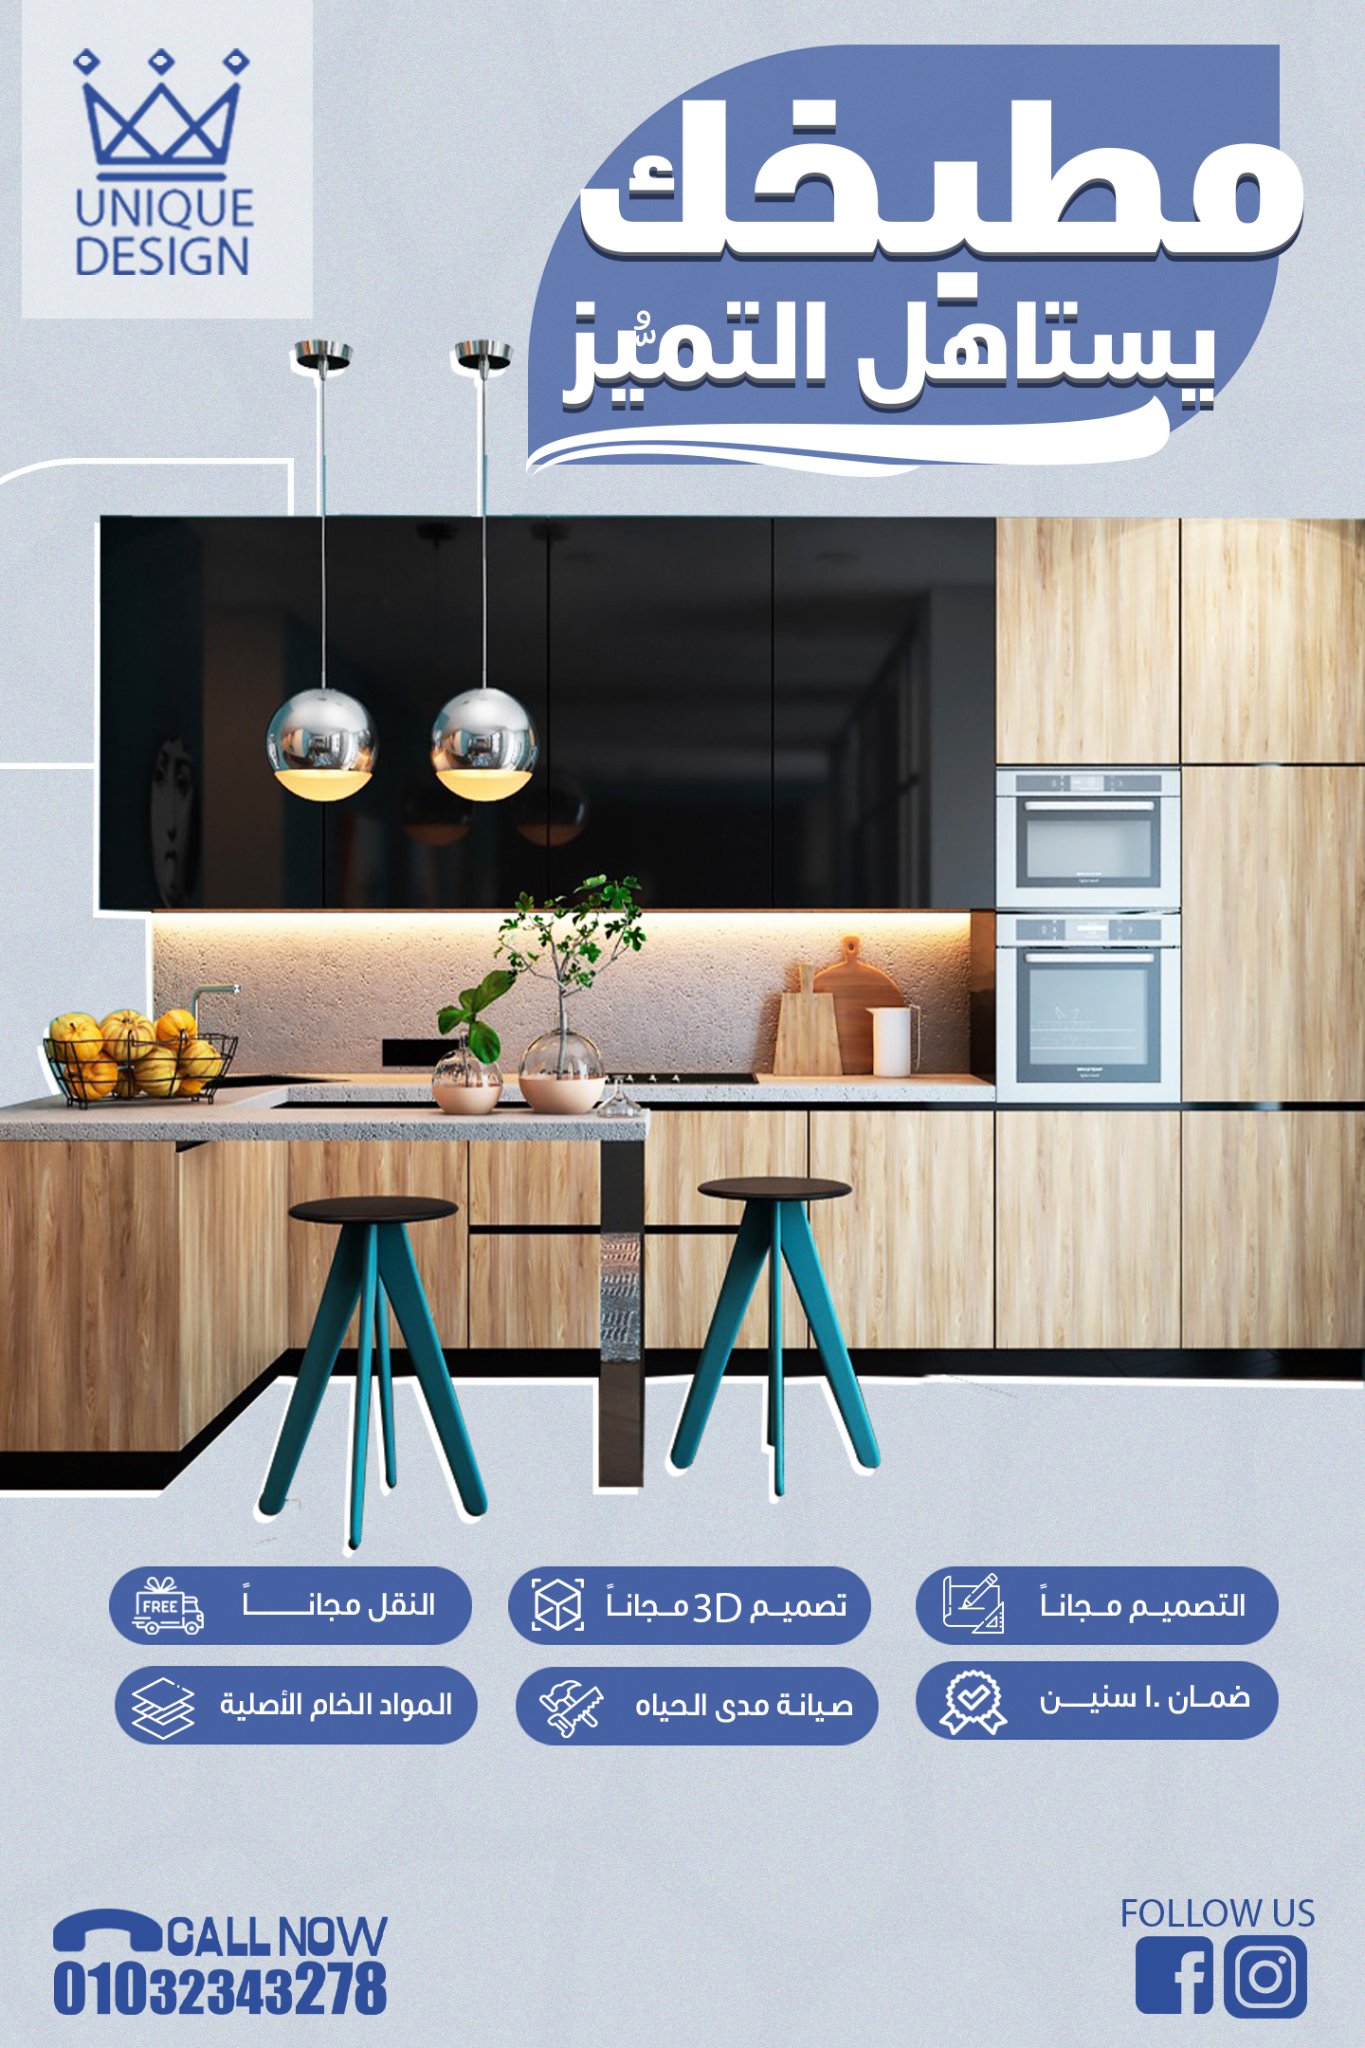 UNIQUE
DESIGN
مطبخك
يستاهل التميُّز
التصميم مجاناً
تصميم 3D مجاناً
FREE
النقل مجاناً
ضمان ١٠ سنين
صيانة مدى الحياه
المواد الخام الأصلية
CALL NOW
01032343278
FOLLOW US